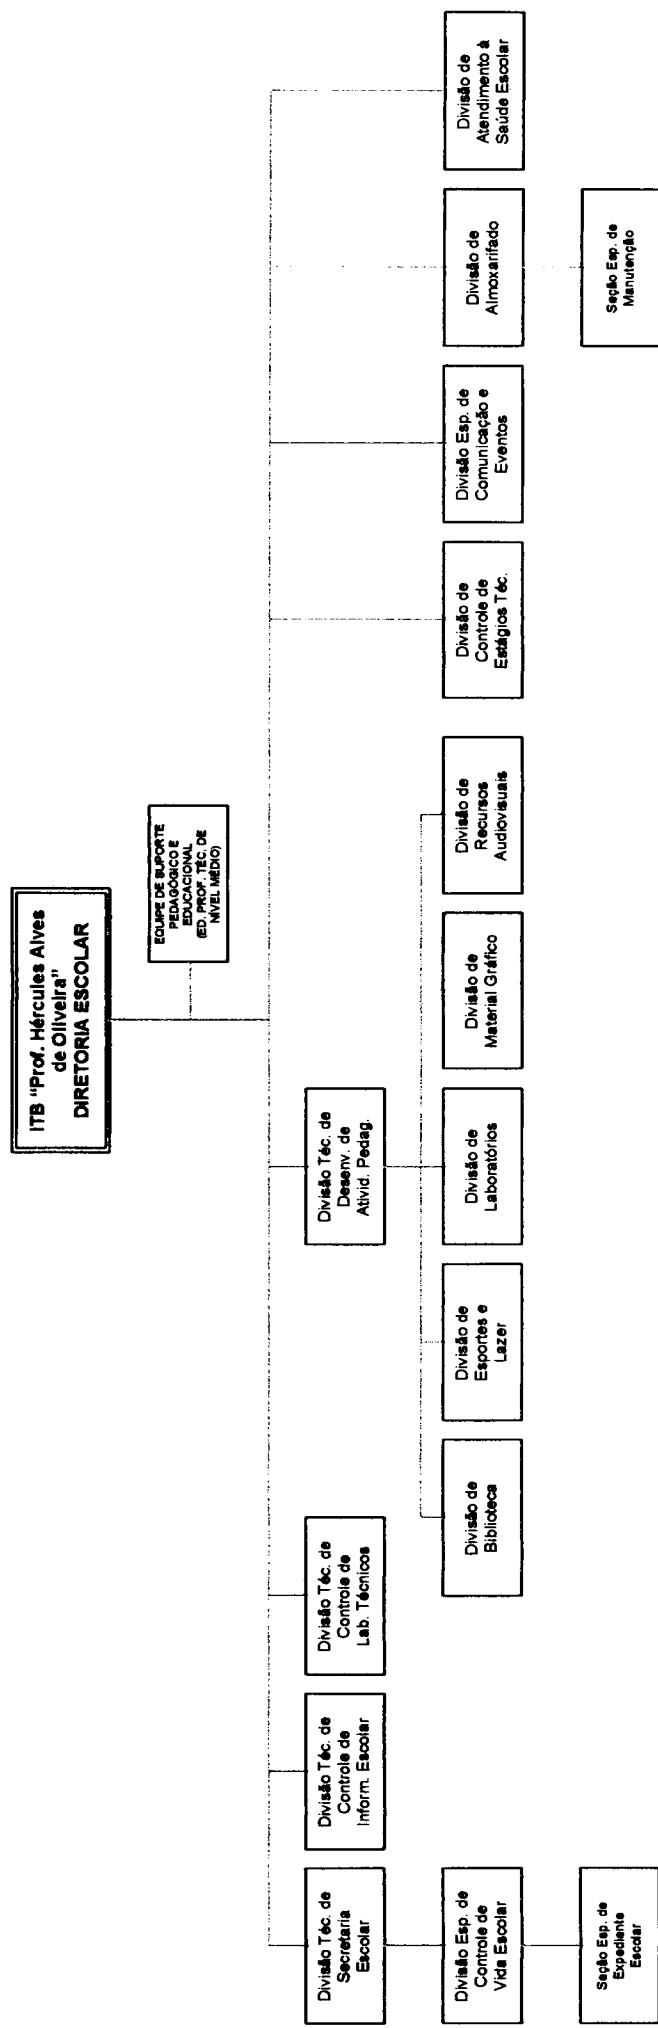 ITB "Prof. Hércules Alves
de Oliveira"
DIRETORIA ESCOLAR
EQUIPE DE SUPORTE
PEDAGÓGICO E
EDUCACIONAL
(ED. PROF. TÉC. DE
NÍVEL MÉDIO)
Divisão Téc. de
Secretaria
Escolar
Divisão Téc. de
Controle de
Inform. Escolar
Divisão Téc. de
Controle de
Lab. Técnicos
Divisão Téc. de
Desenv. de
Ativid. Pedag.
Divisão Esp. de
Controle de
Vida Escolar
Divisão de
Biblioteca
Divisão de
Esportes e
Lazer
Divisão de
Laboratórios
Divisão de
Material Gráfico
Divisão de
Recursos
Audiovisuais
Divisão de
Controle de
Estágios Téc.
Divisão Esp. de
Comunicação e
Eventos
Divisão de
Almoxarifado
Divisão de
Atendimento à
Saúde Escolar
Seção Esp. de
Expediente
Escolar
Seção Esp. de
Manutenção